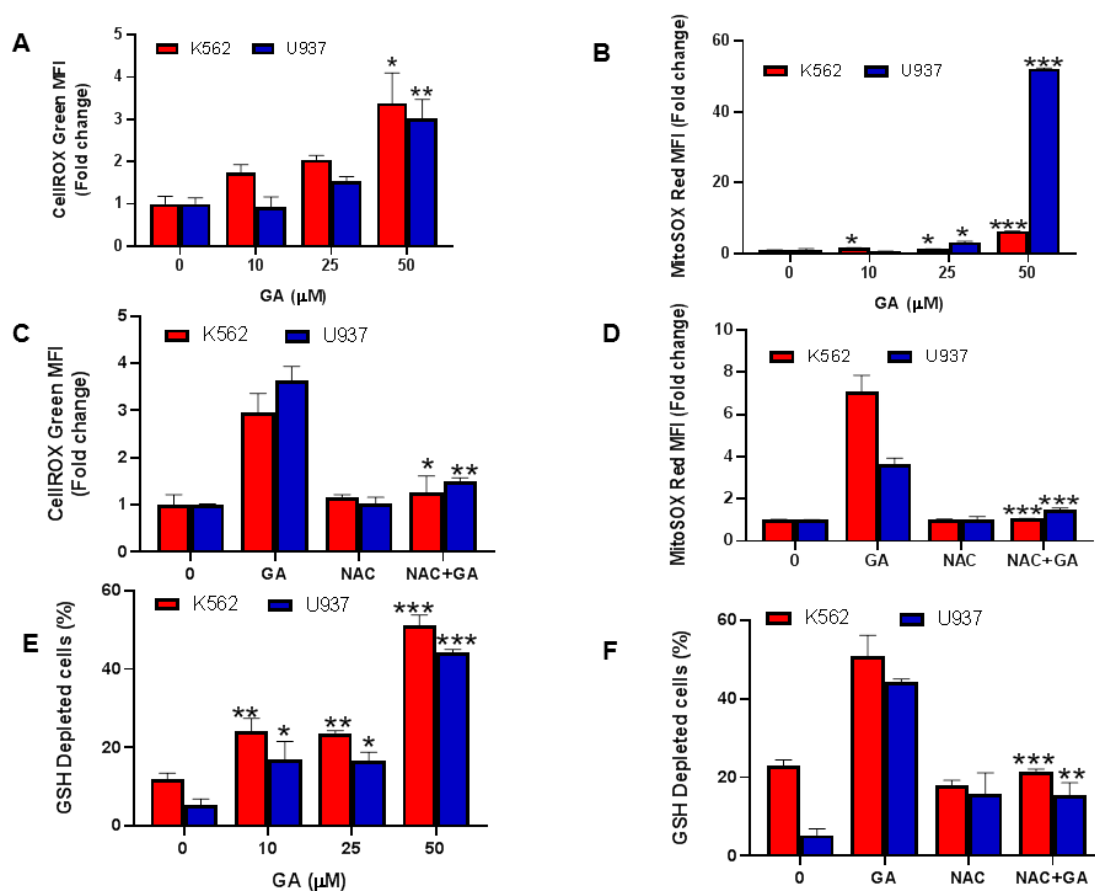 A
CellROX Green MFI
(Fold change)
K562 U937
5
4
3
2
1
0
* **
0 10 25 50
GA (µM)
B
MitoSOX Red MFI (Fold change)
K562 U937
60
40
20
0
* * * *** ***
0 10 25 50
GA (µM)
C
CellROX Green MFI
(Fold change)
K562 U937
5
4
3
2
1
0
* **
0 GA NAC NAC+GA
D
MitoSOX Red MFI (Fold change)
K562 U937
10
8
6
4
2
0
*** ***
0 GA NAC NAC+GA
E
GSH Depleted cells (%)
K562 U937
60
40
20
0
** * ** * *** ***
0 10 25 50
GA (µM)
F
GSH Depleted cells (%)
K562 U937
60
40
20
0
*** **
0 GA NAC NAC+GA